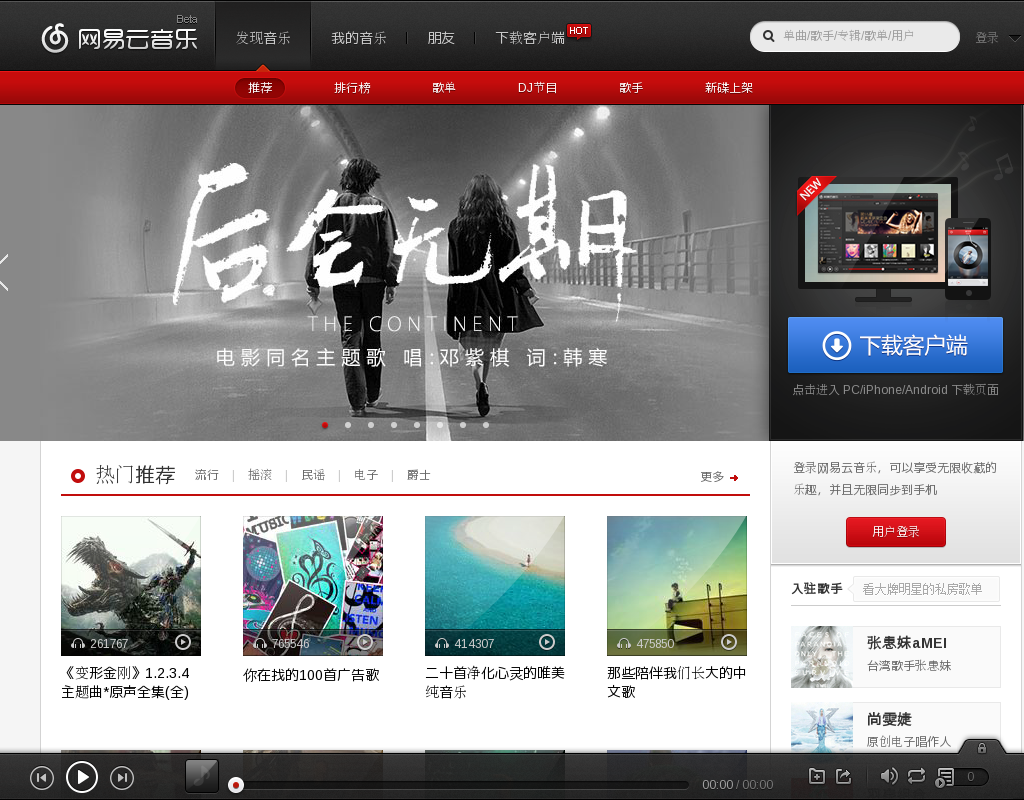 网易云音乐 Beta
发现音乐 我的音乐 朋友 下载客户端 HOT
单曲/歌手/专辑/歌单/用户 登录
推荐 排行榜 歌单 DJ节目 歌手 新碟上架
后会无期
THE CONTINENT
电影同名主题歌 唱:邓紫棋 词:韩寒
NEW
下载客户端
点击进入 PC/iPhone/Android 下载页面
热门推荐 流行 | 摇滚 | 民谣 | 电子 | 爵士 更多
登录网易云音乐，可以享受无限收藏的
乐趣，并且无限同步到手机
用户登录
入驻歌手 看大牌明星的私房歌单
MUSIC
KEEP
CALM
AND
LISTEN
261767 765546 414307 475850
《变形金刚》1.2.3.4
主题曲*原声全集(全)
你在找的100首广告歌
二十首净化心灵的唯美
纯音乐
那些陪伴我们长大的中
文歌
张惠妹aMEI
台湾歌手张惠妹
尚雯婕
原创电子唱作人
00:00 / 00:00 0